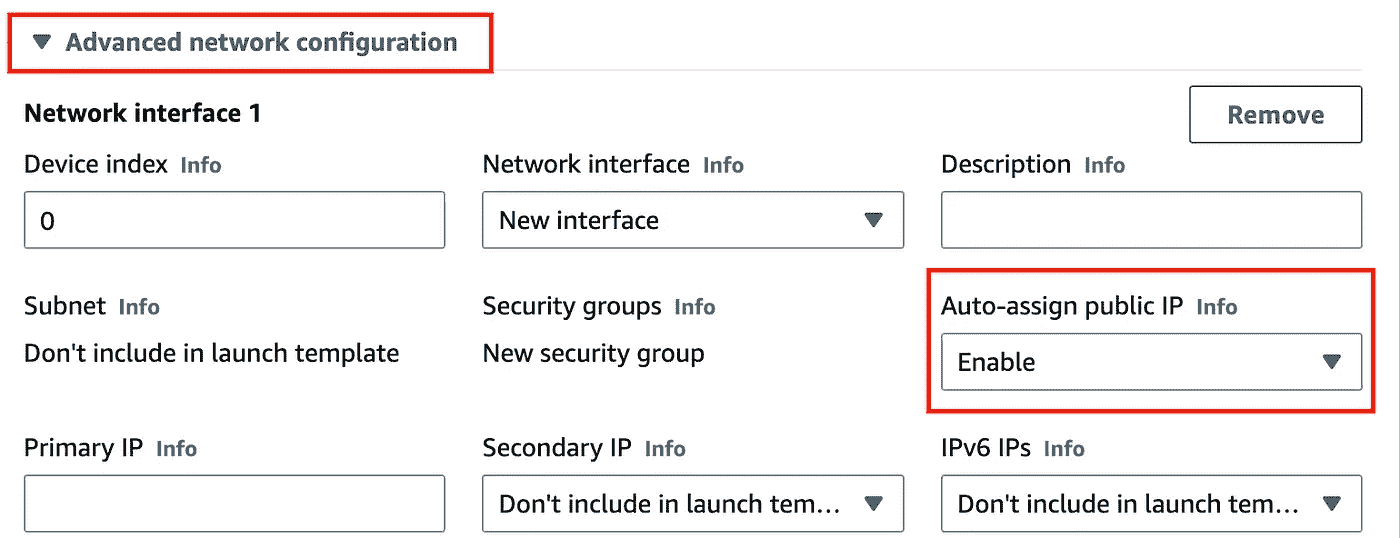 Advanced network configuration
Network interface 1
Remove
Device index Info
Network interface Info
Description Info
0
New interface
Subnet Info
Security groups Info
Auto-assign public IP Info
Don't include in launch template
New security group
Enable
Primary IP Info
Secondary IP Info
IPv6 IPs Info
Don't include in launch tem...
Don't include in launch tem...